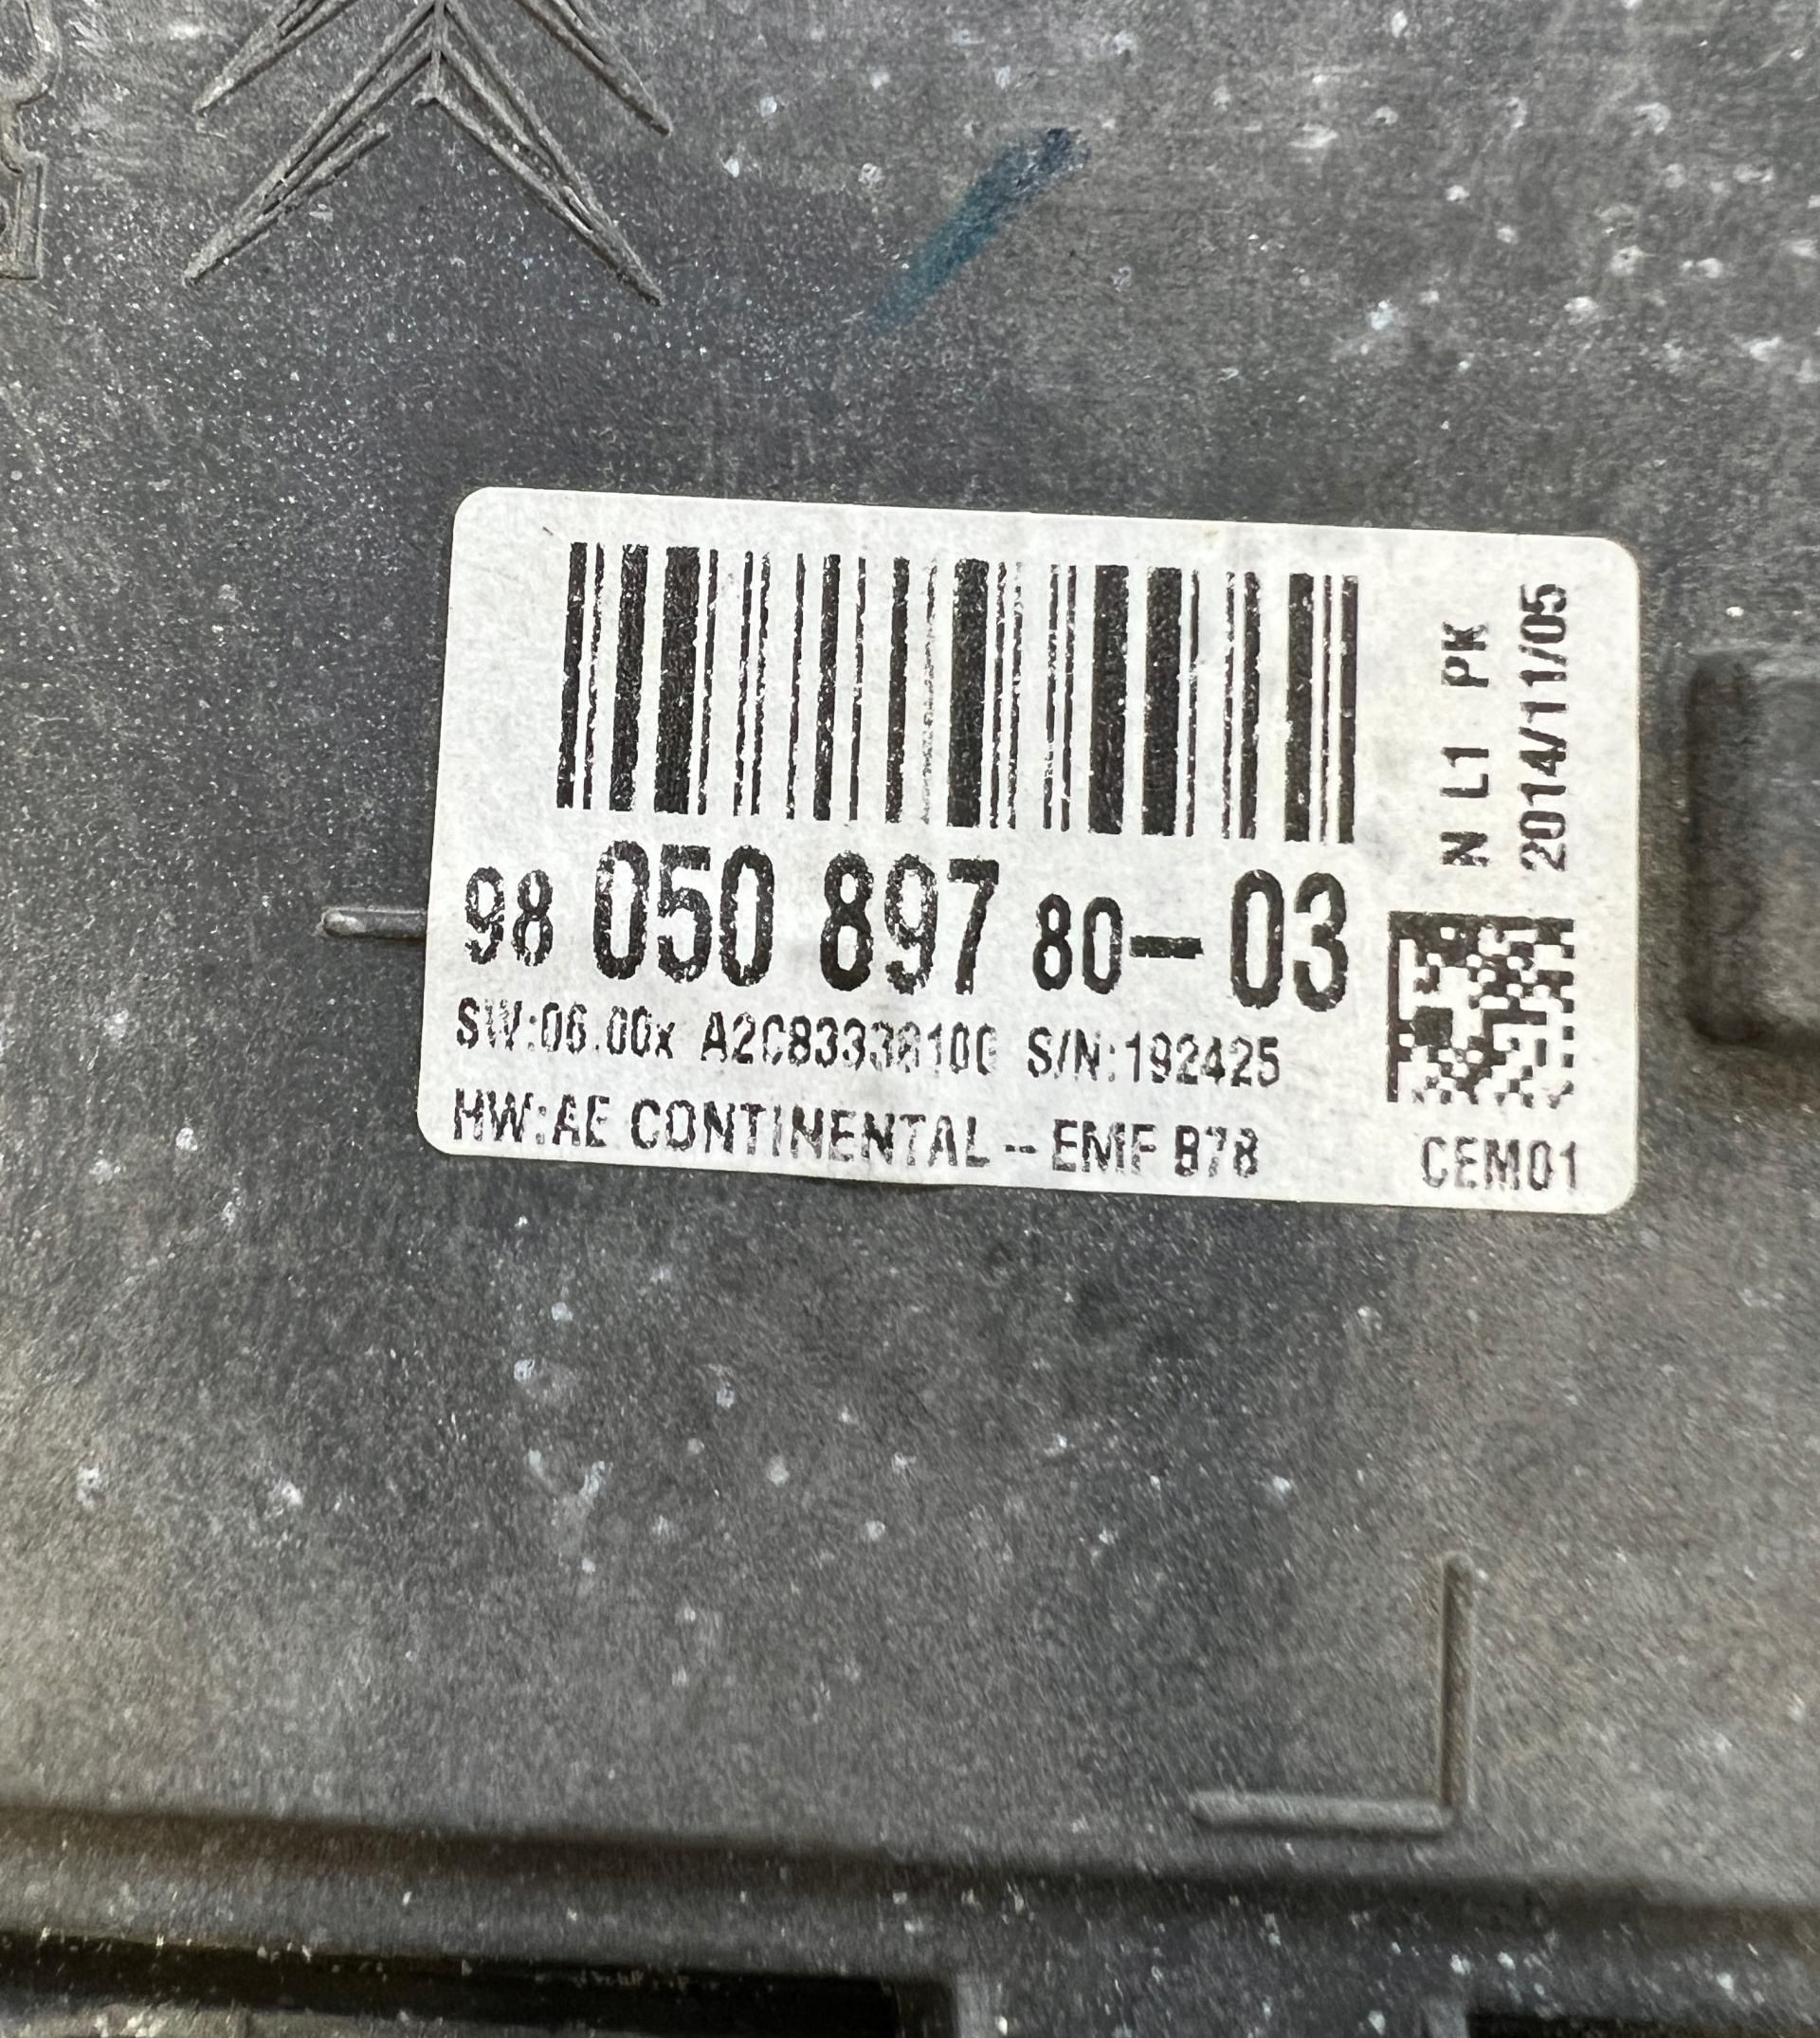 98 050 897 80-03
SW:06.00x A2C83338100 S/N:192425
HW:AE CONTINENTAL -- EMF B78
N L1 PK
2014/11/05
CEM01